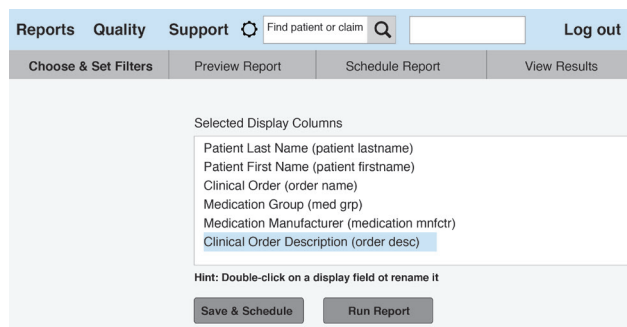 Reports Quality Support Find patient or claim Log out
Choose & Set Filters Preview Report Schedule Report View Results
Selected Display Columns
Patient Last Name (patient lastname)
Patient First Name (patient firstname)
Clinical Order (order name)
Medication Group (med grp)
Medication Manufacturer (medication mnfctr)
Clinical Order Description (order desc)
Hint: Double-click on a display field ot rename it
Save & Schedule Run Report